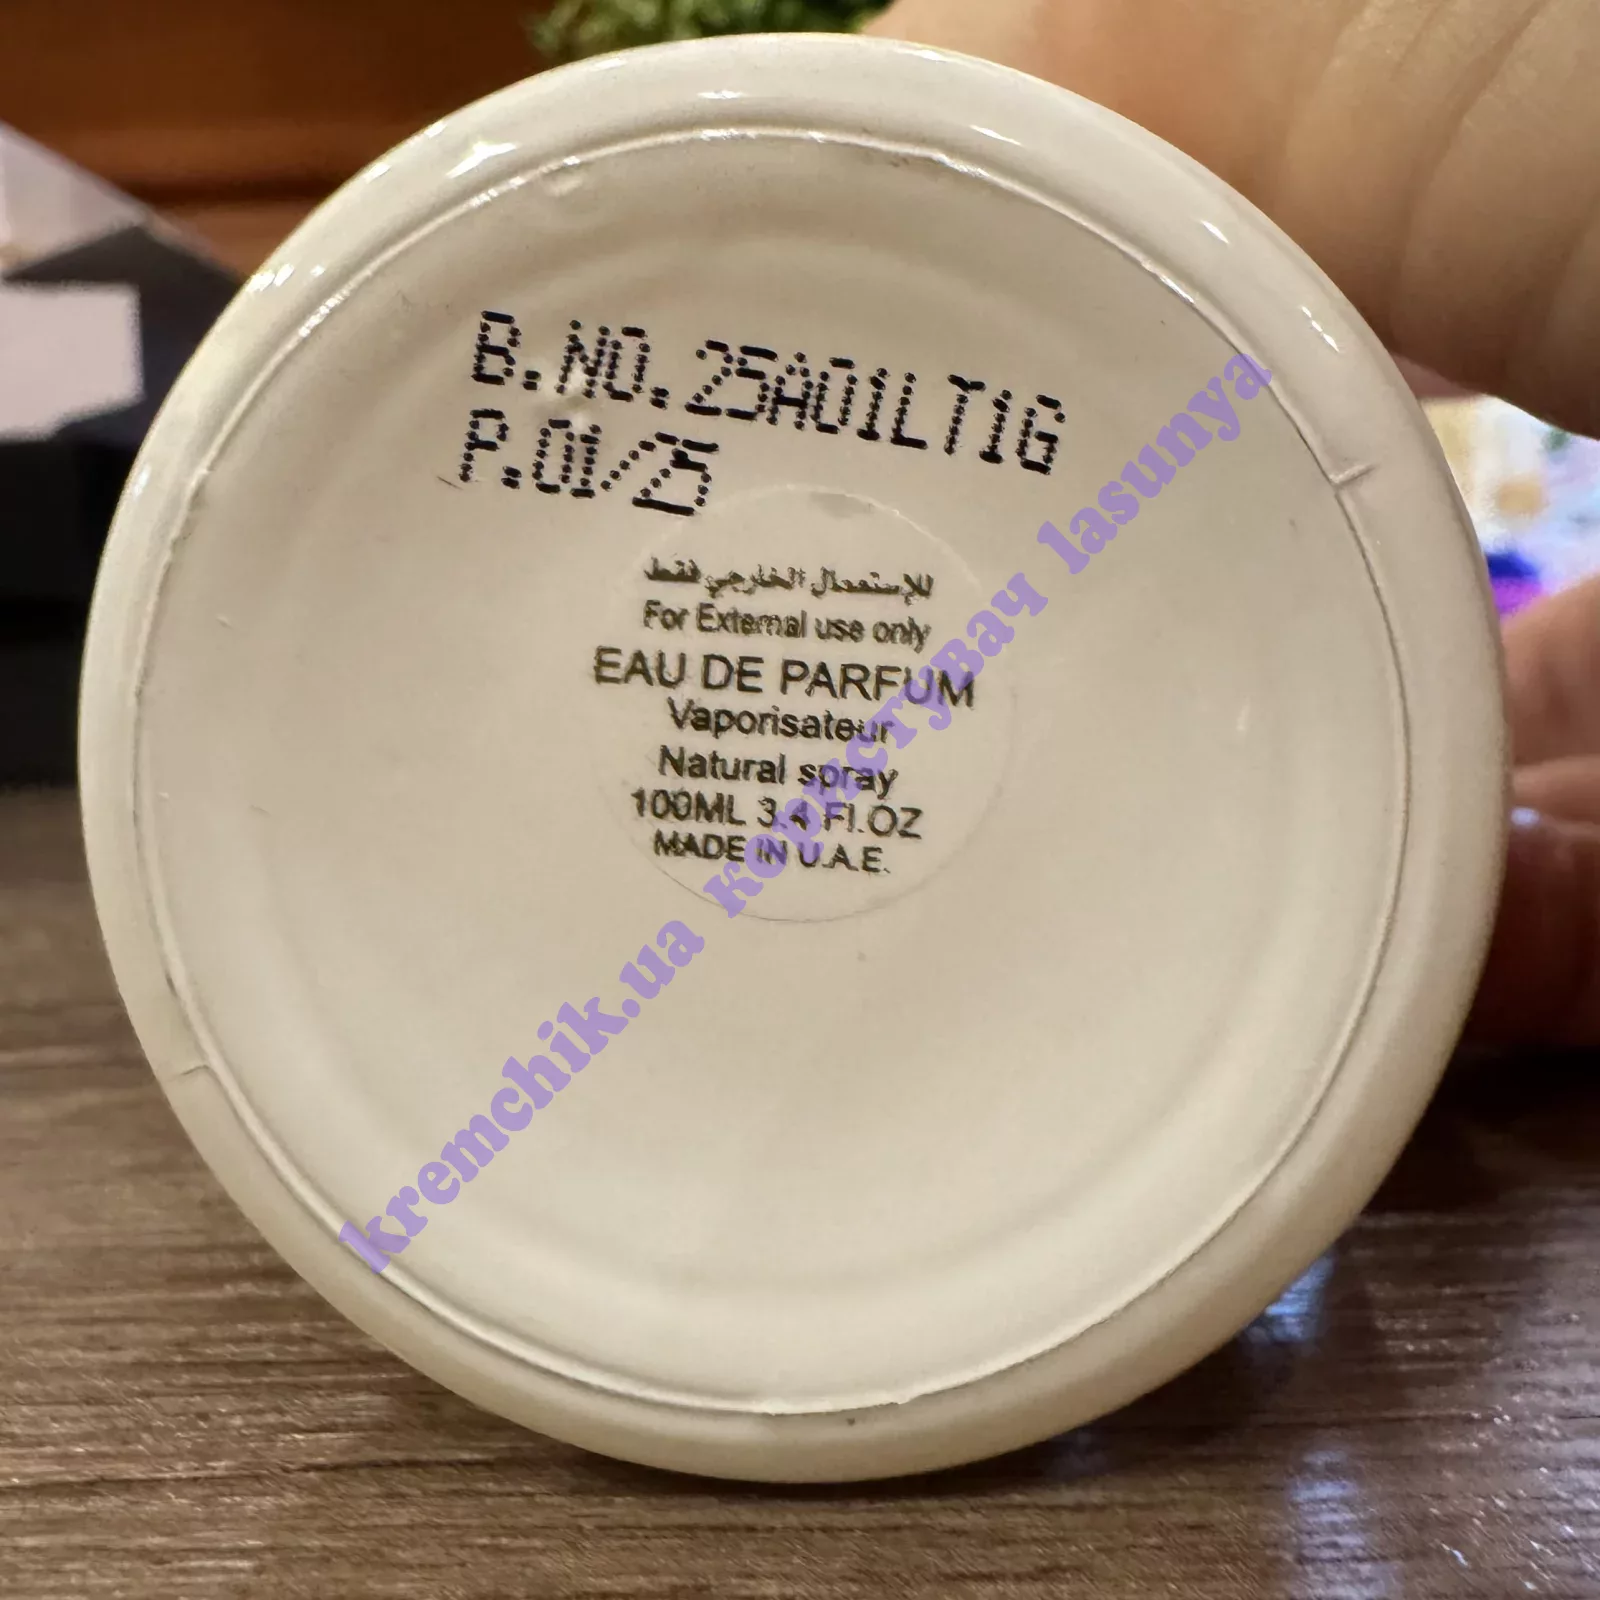 B.NO.25A01LT1G
P.01/25
للإستعمال الخارجي فقط
For External use only
EAU DE PARFUM
Vaporisateur
Natural spray
100ML 3.4 Fl.OZ
MADE IN U.A.E.
kremchik.ua користувач lasunya